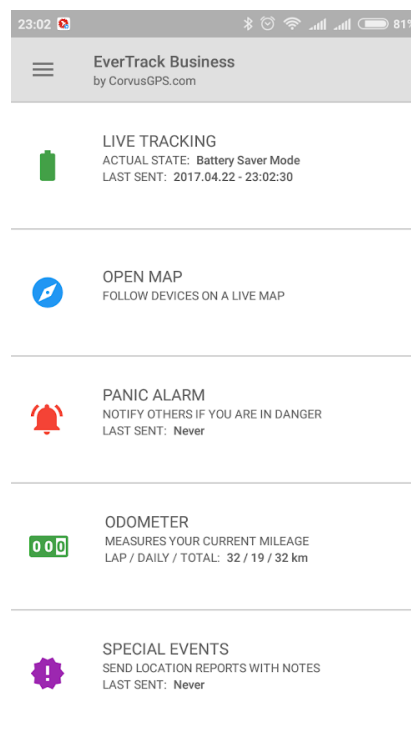 23:02 81%
EverTrack Business
by CorvusGPS.com
LIVE TRACKING
ACTUAL STATE: Battery Saver Mode
LAST SENT: 2017.04.22 - 23:02:30
OPEN MAP
FOLLOW DEVICES ON A LIVE MAP
PANIC ALARM
NOTIFY OTHERS IF YOU ARE IN DANGER
LAST SENT: Never
000
ODOMETER
MEASURES YOUR CURRENT MILEAGE
LAP / DAILY / TOTAL: 32 / 19 / 32 km
SPECIAL EVENTS
SEND LOCATION REPORTS WITH NOTES
LAST SENT: Never